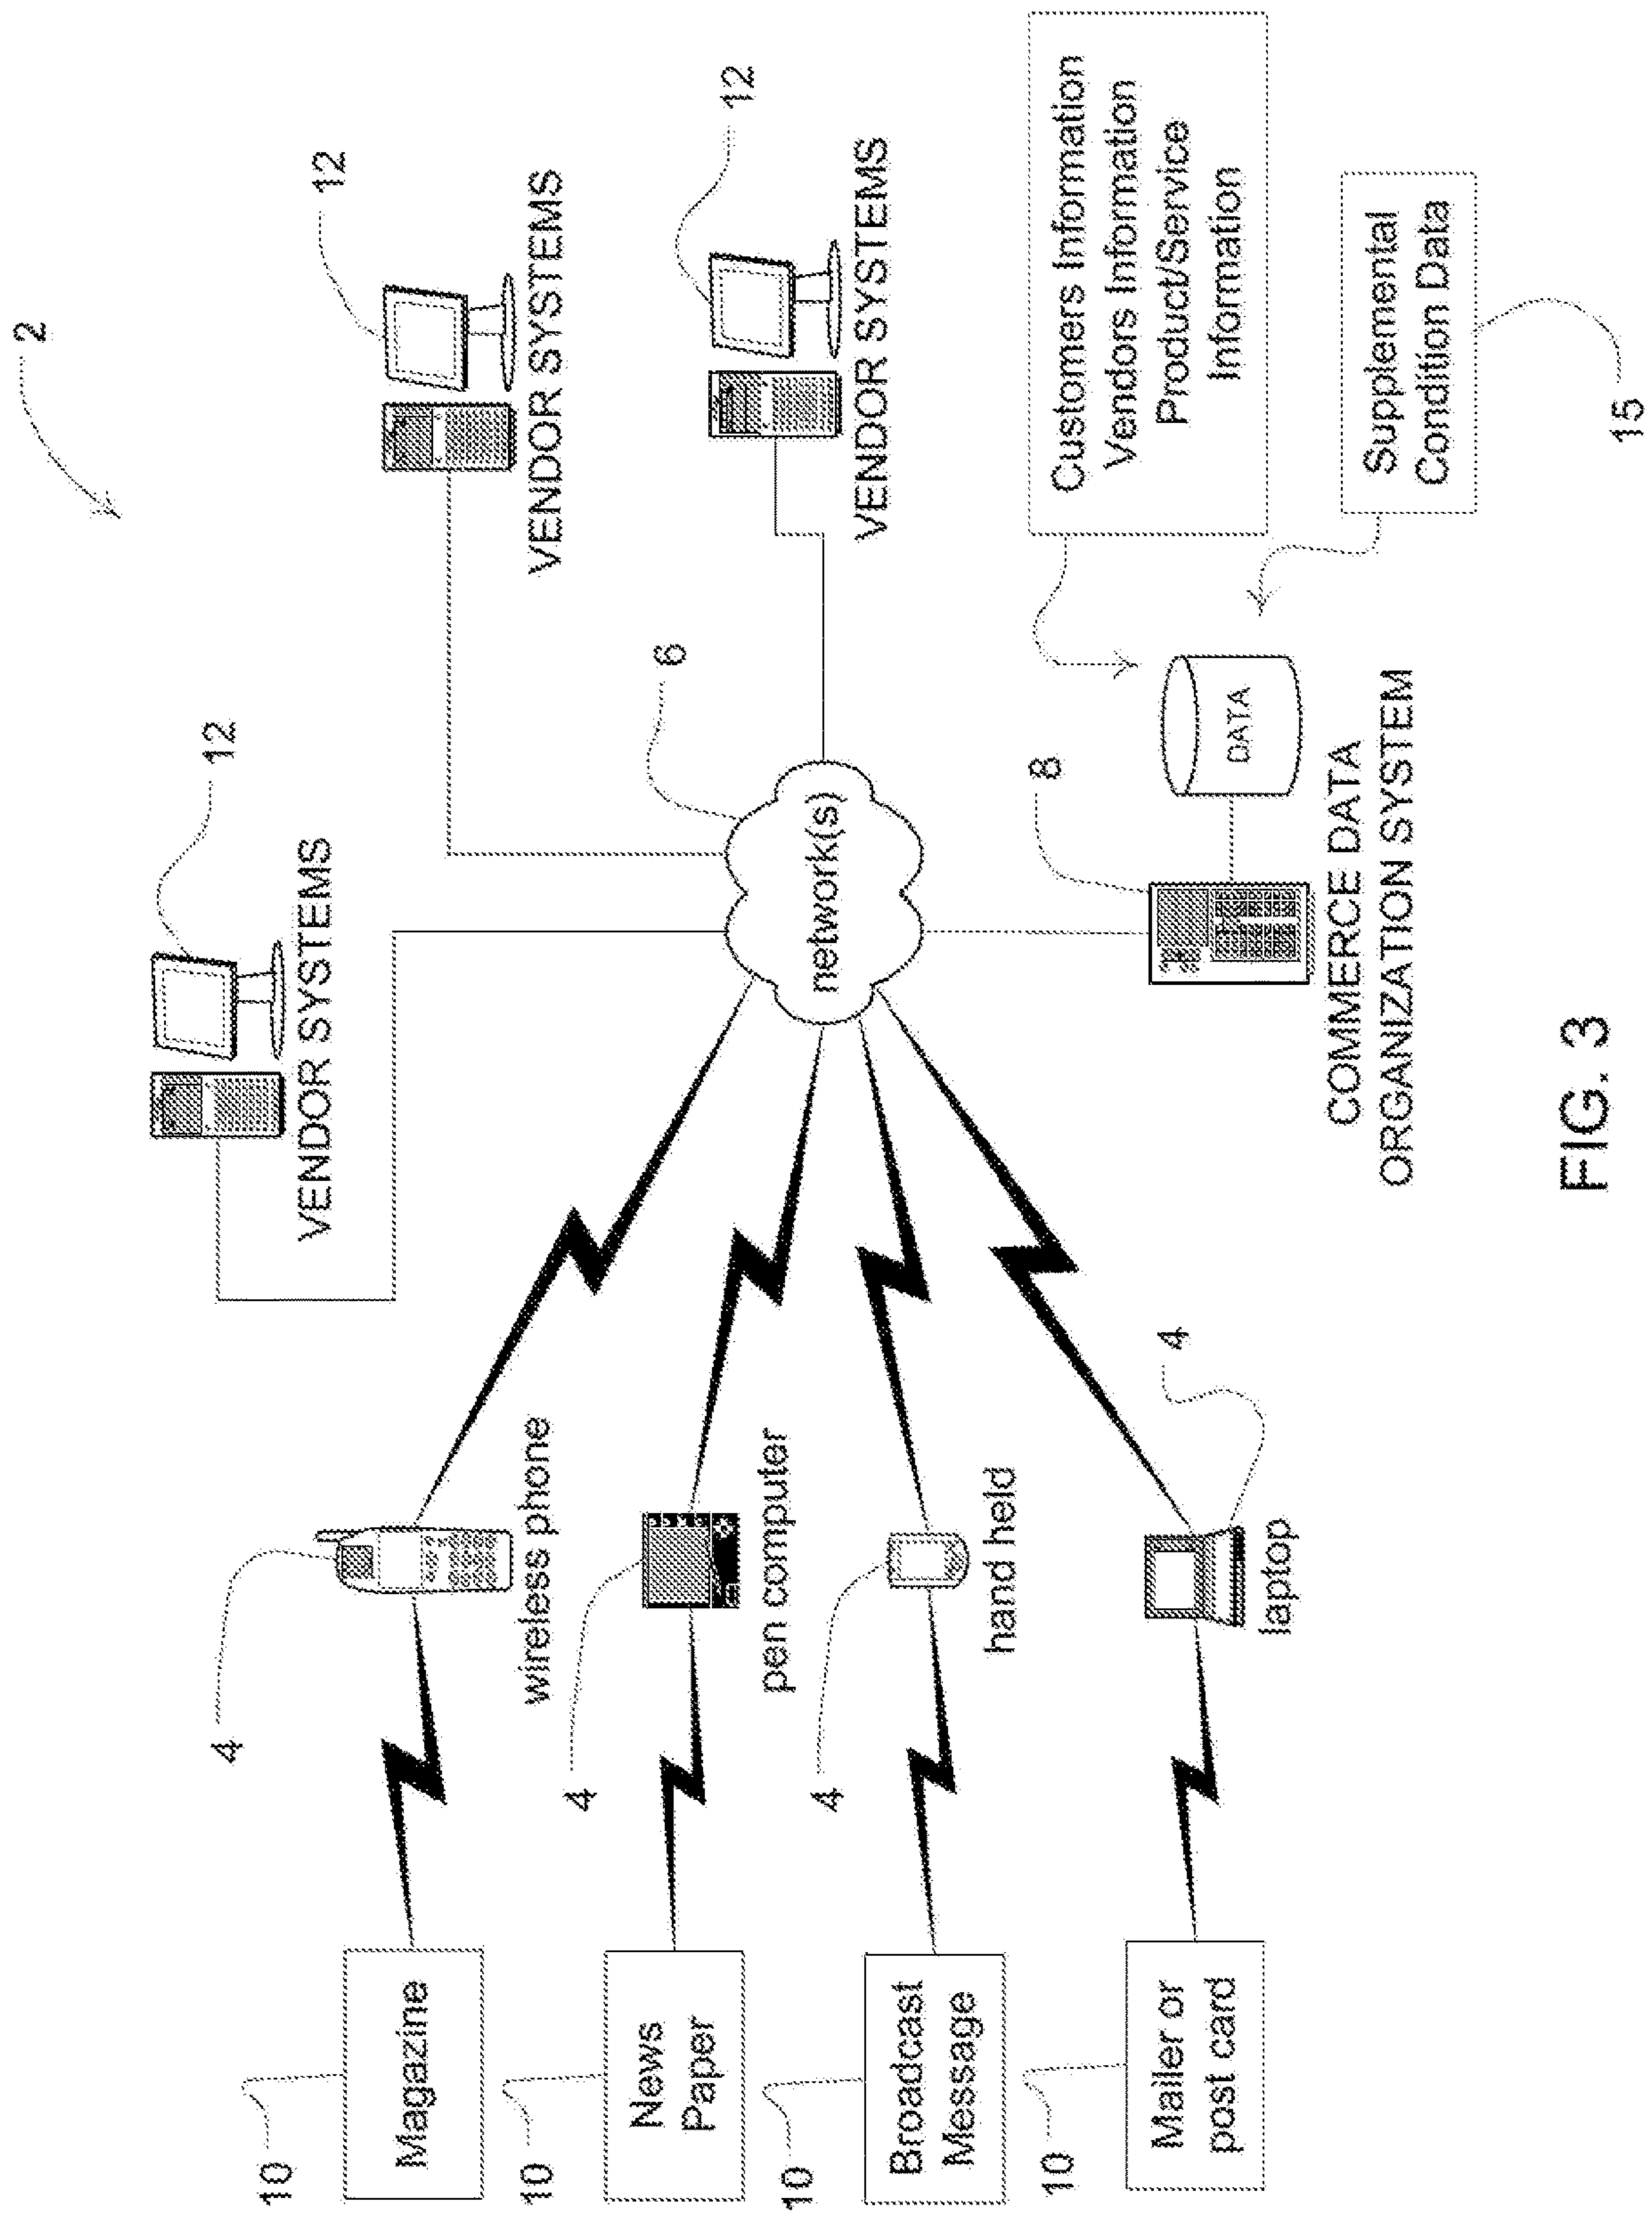 2
12
VENDOR SYSTEMS
12
VENDOR SYSTEMS
12
VENDOR SYSTEMS
6
network(s)
4
wireless phone
4
pen computer
4
hand held
4
laptop
10
Magazine
10
News
Paper
10
Broadcast
Message
10
Mailer or
post card
8
DATA
COMMERCE DATA
ORGANIZATION SYSTEM
Customers Information
Vendors Information
Product/Service
Information
Supplemental
Condition Data
15
FIG. 3